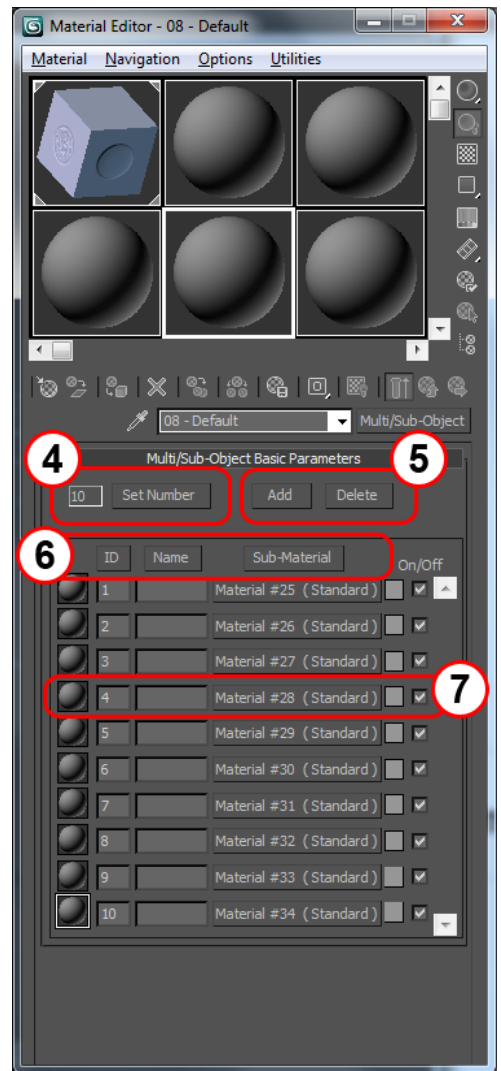 Material Editor - 08 - Default
Material Navigation Options Utilities
08 - Default Multi/Sub-Object
4 Multi/Sub-Object Basic Parameters 5
10 Set Number Add Delete
6 ID Name Sub-Material On/Off
1 Material #25 ( Standard )
2 Material #26 ( Standard )
3 Material #27 ( Standard )
4 Material #28 ( Standard ) 7
5 Material #29 ( Standard )
6 Material #30 ( Standard )
7 Material #31 ( Standard )
8 Material #32 ( Standard )
9 Material #33 ( Standard )
10 Material #34 ( Standard )